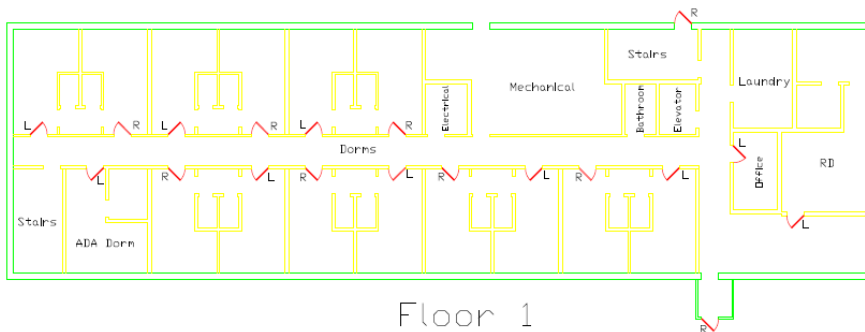 R
Stairs
Laundry
Mechanical
Electrical
Bathroom
Elevator
L
R
L
R
L
R
Dorms
L
Office
RD
L
R
L
R
L
R
L
R
L
L
Stairs
ADA Dorm
R
Floor 1